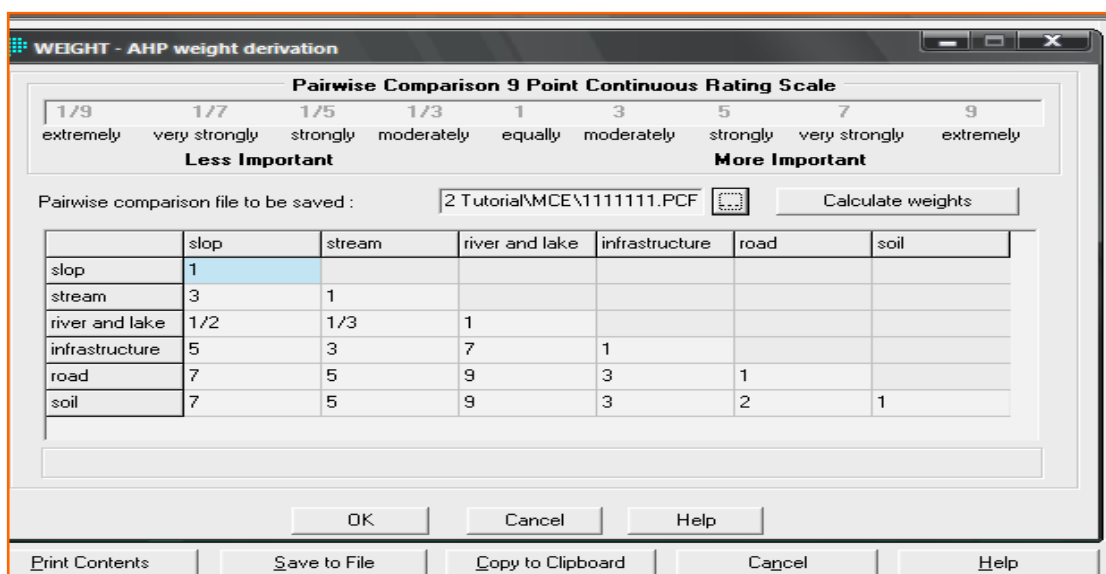 WEIGHT - AHP weight derivation
Pairwise Comparison 9 Point Continuous Rating Scale
1/9 1/7 1/5 1/3 1 3 5 7 9
extremely very strongly strongly moderately equally moderately strongly very strongly extremely
Less Important More Important
Pairwise comparison file to be saved : 2 Tutorial\MCE\1111111.PCF ... Calculate weights
slop stream river and lake infrastructure road soil
slop 1
stream 3 1
river and lake 1/2 1/3 1
infrastructure 5 3 7 1
road 7 5 9 3 1
soil 7 5 9 3 2 1
OK Cancel Help
Print Contents Save to File Copy to Clipboard Cancel Help